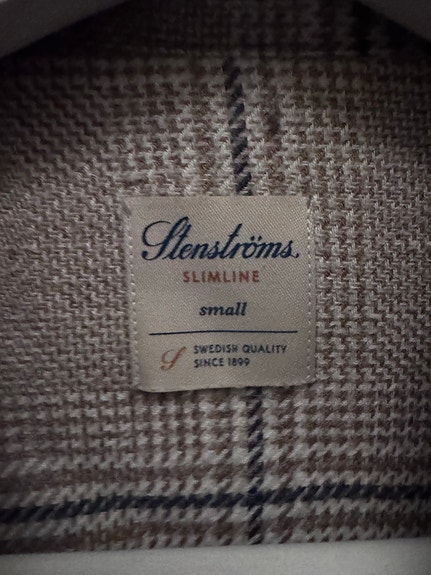 Stenströms.
SLIMLINE
small
S
SWEDISH QUALITY
SINCE 1899